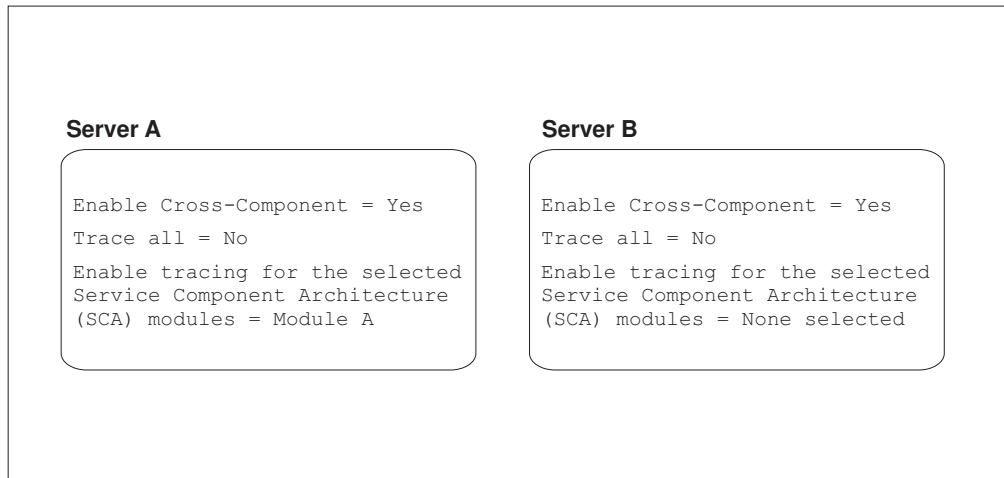 Server A
Enable Cross-Component = Yes
Trace all = No
Enable tracing for the selected
Service Component Architecture
(SCA) modules = Module A
Server B
Enable Cross-Component = Yes
Trace all = No
Enable tracing for the selected
Service Component Architecture
(SCA) modules = None selected